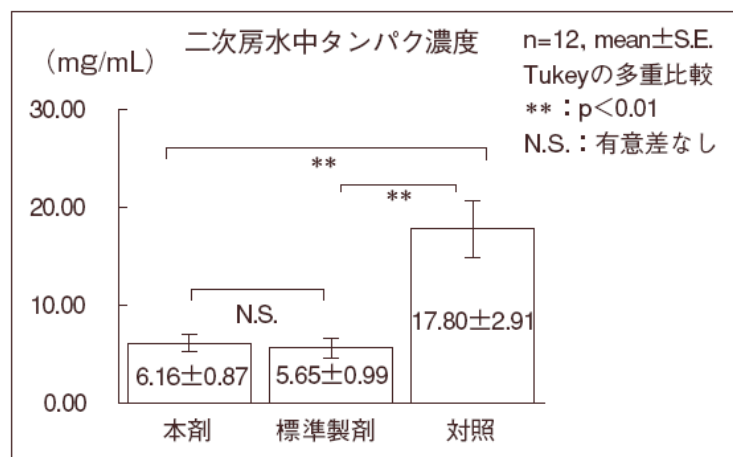 二次房水中タンパク濃度
n=12, mean±S.E.
Tukeyの多重比較
**：p＜0.01
N.S.：有意差なし
（mg/mL）
30.00
20.00
10.00
0.00
**
**
N.S.
6.16±0.87
5.65±0.99
17.80±2.91
本剤
標準製剤
対照